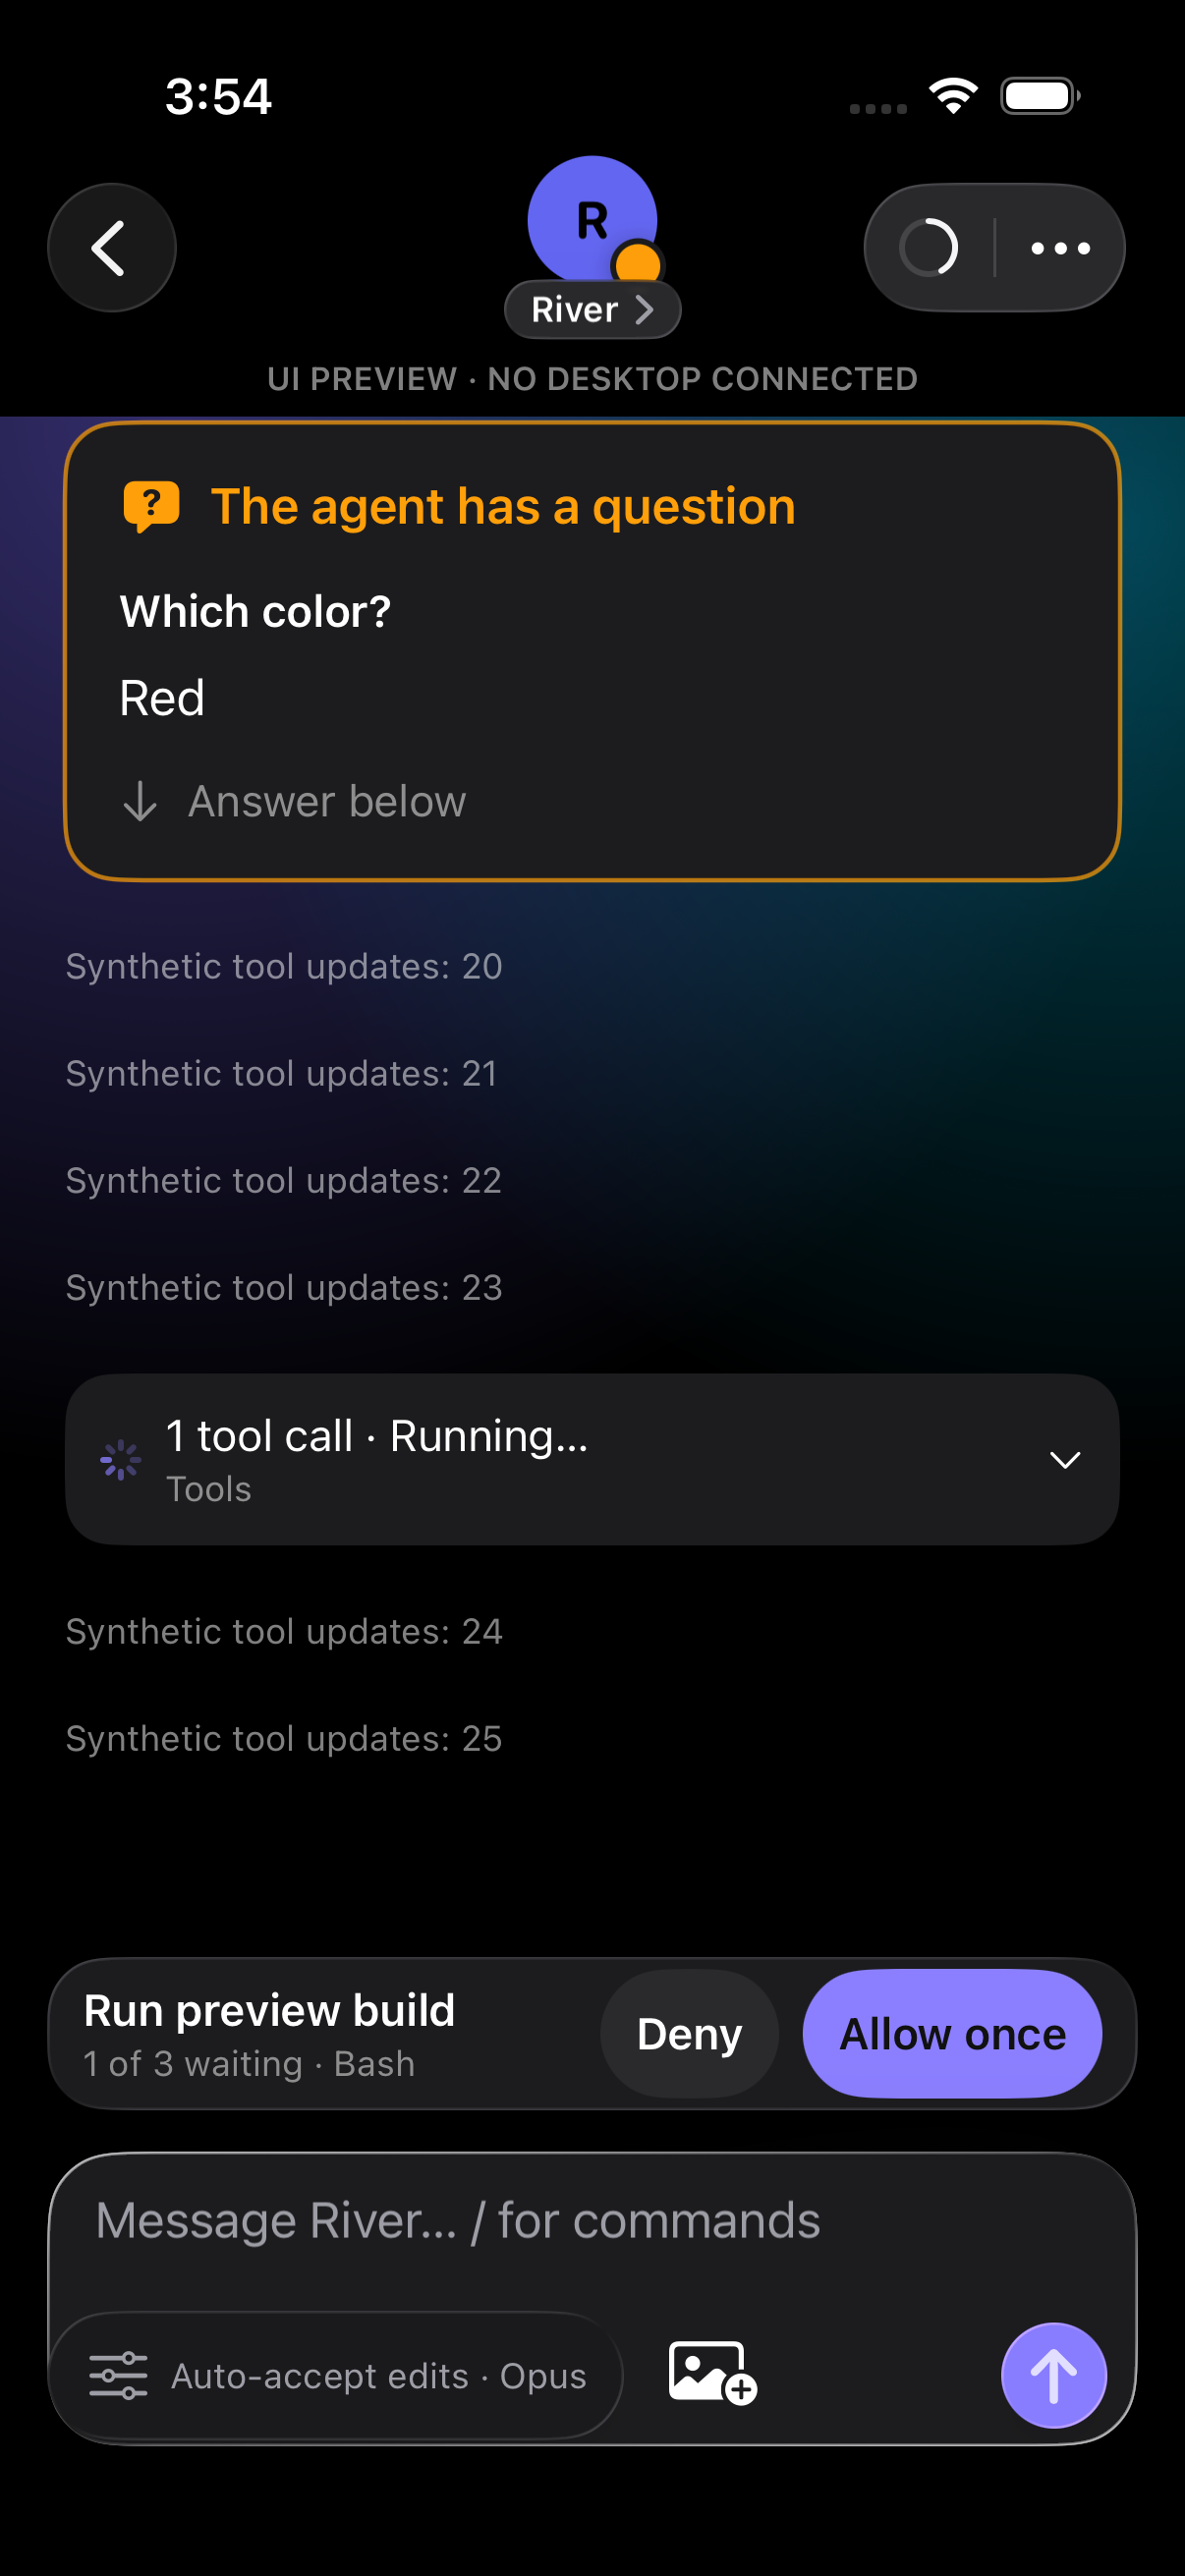 3:54
R
River
UI PREVIEW · NO DESKTOP CONNECTED
The agent has a question
Which color?
Red
Answer below
Synthetic tool updates: 20
Synthetic tool updates: 21
Synthetic tool updates: 22
Synthetic tool updates: 23
1 tool call · Running...
Tools
Synthetic tool updates: 24
Synthetic tool updates: 25
Run preview build
1 of 3 waiting · Bash
Deny
Allow once
Message River... / for commands
Auto-accept edits · Opus